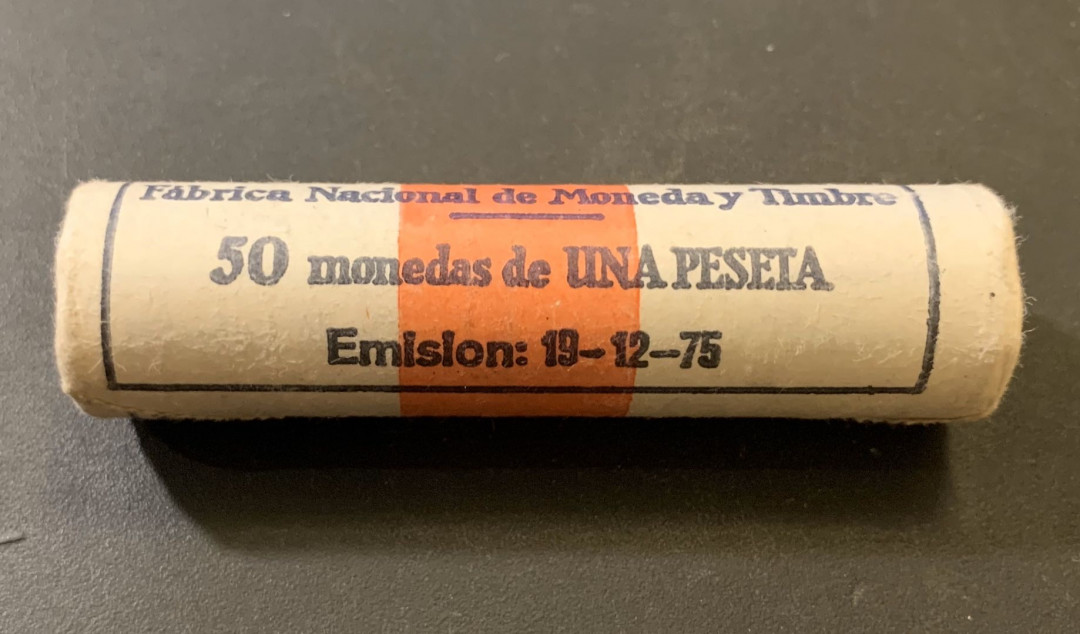 Fábrica Nacional de Moneda y Timbre
50 monedas de UNA PESETA
Emision: 19-12-75